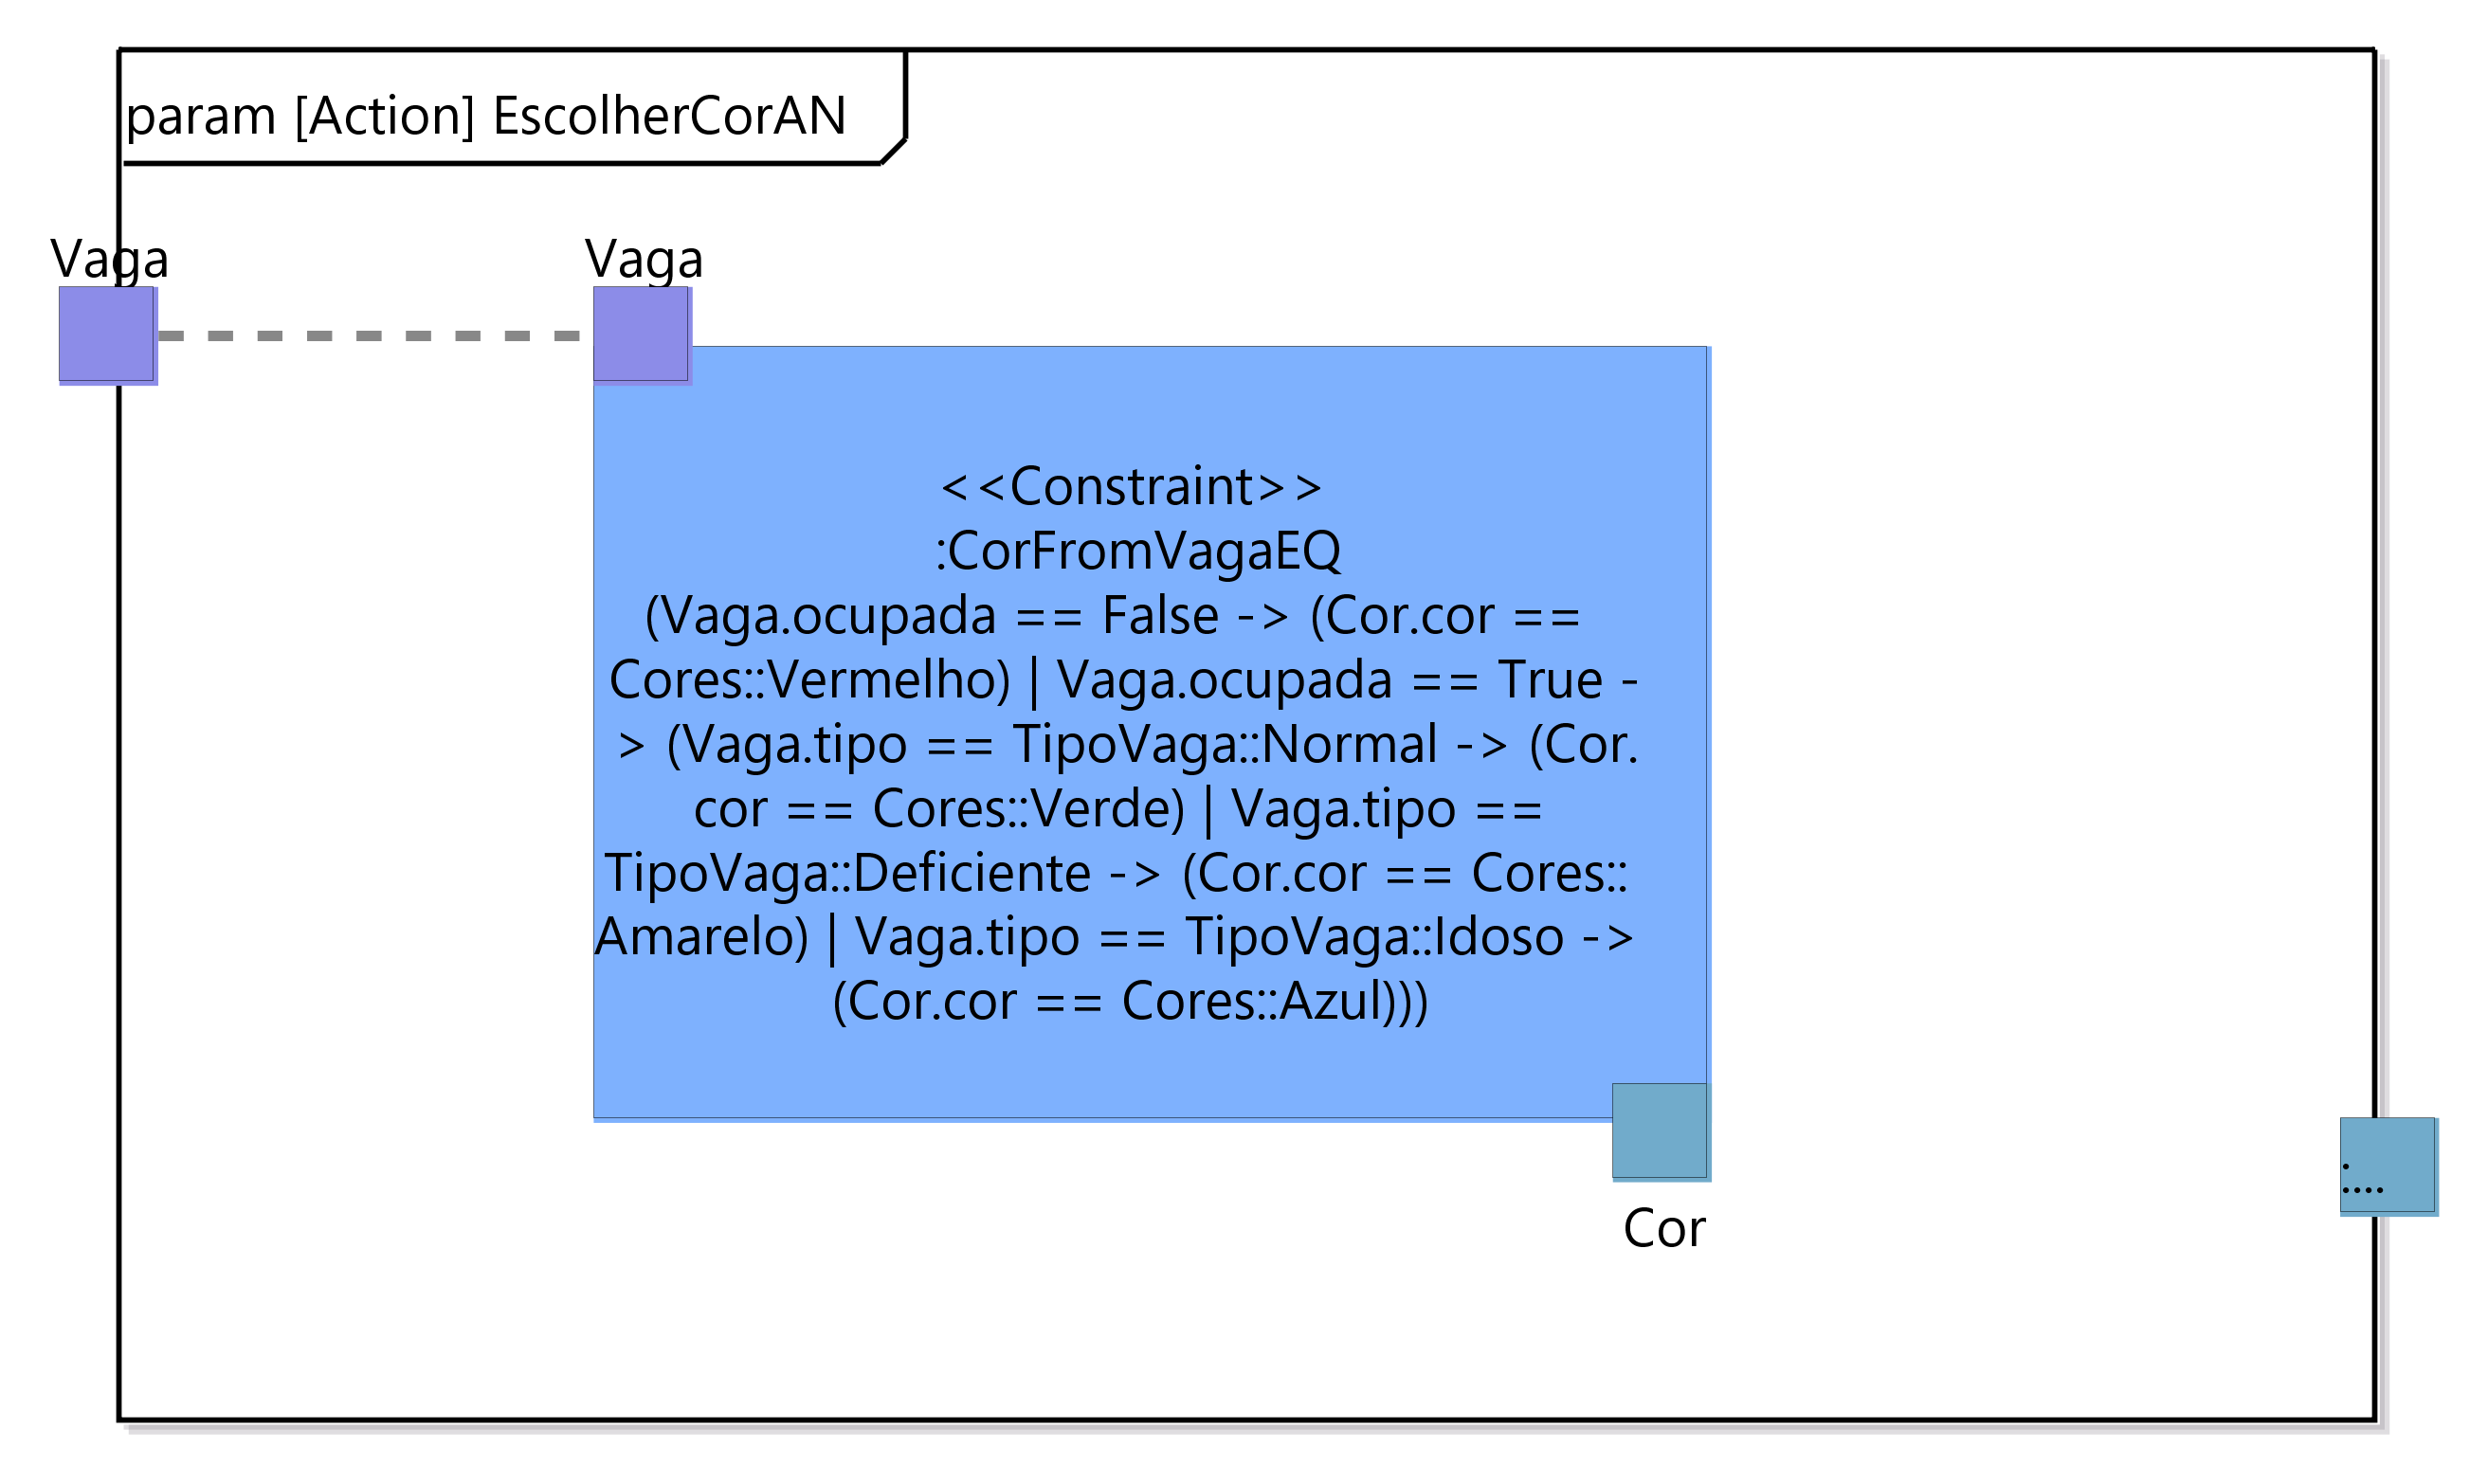 param [Action] EscolherCorAN
Vaga
Vaga
<<Constraint>>
:CorFromVagaEQ
(Vaga.ocupada == False -> (Cor.cor ==
Cores::Vermelho) | Vaga.ocupada == True -
> (Vaga.tipo == TipoVaga::Normal -> (Cor.
cor == Cores::Verde) | Vaga.tipo ==
TipoVaga::Deficiente -> (Cor.cor == Cores::
Amarelo) | Vaga.tipo == TipoVaga::Idoso ->
(Cor.cor == Cores::Azul)))
.
....
Cor